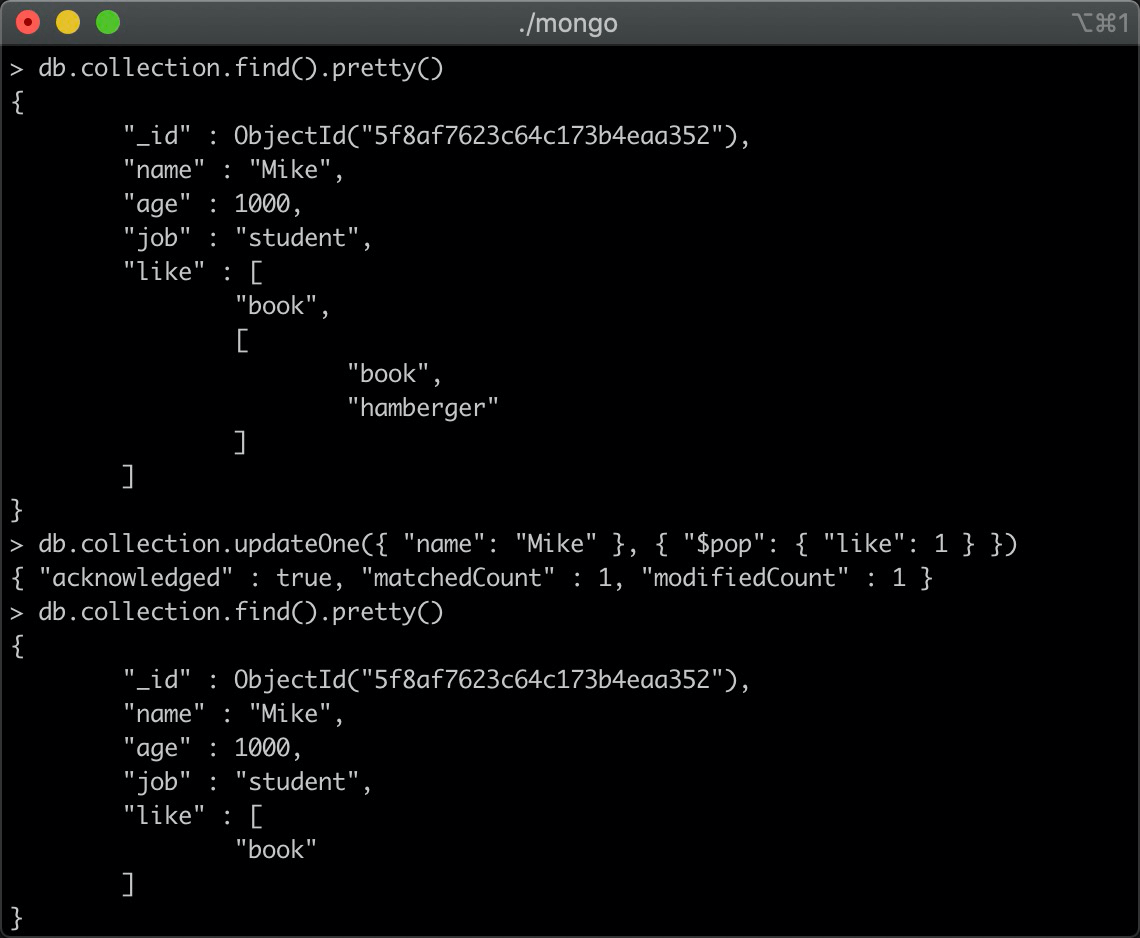 ./mongo
⌥⌘1
> db.collection.find().pretty()
{
        "_id" : ObjectId("5f8af7623c64c173b4eaa352"),
        "name" : "Mike",
        "age" : 1000,
        "job" : "student",
        "like" : [
                "book",
                [
                        "book",
                        "hamberger"
                ]
        ]
}
> db.collection.updateOne({ "name": "Mike" }, { "$pop": { "like": 1 } })
{ "acknowledged" : true, "matchedCount" : 1, "modifiedCount" : 1 }
> db.collection.find().pretty()
{
        "_id" : ObjectId("5f8af7623c64c173b4eaa352"),
        "name" : "Mike",
        "age" : 1000,
        "job" : "student",
        "like" : [
                "book"
        ]
}